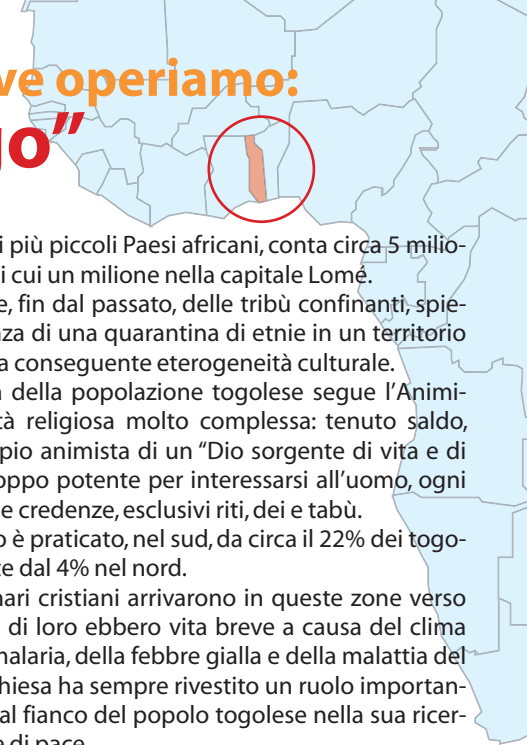 ve operiamo:
go”
i più piccoli Paesi africani, conta circa 5 milio-
i cui un milione nella capitale Lomé.
e, fin dal passato, delle tribù confinanti, spie-
nza di una quarantina di etnie in un territorio
a conseguente eterogeneità culturale.
della popolazione togolese segue l’Animi-
tà religiosa molto complessa: tenuto saldo,
pio animista di un “Dio sorgente di vita e di
oppo potente per interessarsi all’uomo, ogni
e credenze, esclusivi riti, dei e tabù.
o è praticato, nel sud, da circa il 22% dei togo-
te dal 4% nel nord.
nari cristiani arrivarono in queste zone verso
di loro ebbero vita breve a causa del clima
malaria, della febbre gialla e della malattia del
hiesa ha sempre rivestito un ruolo importan-
al fianco del popolo togolese nella sua ricer-
e di pace.